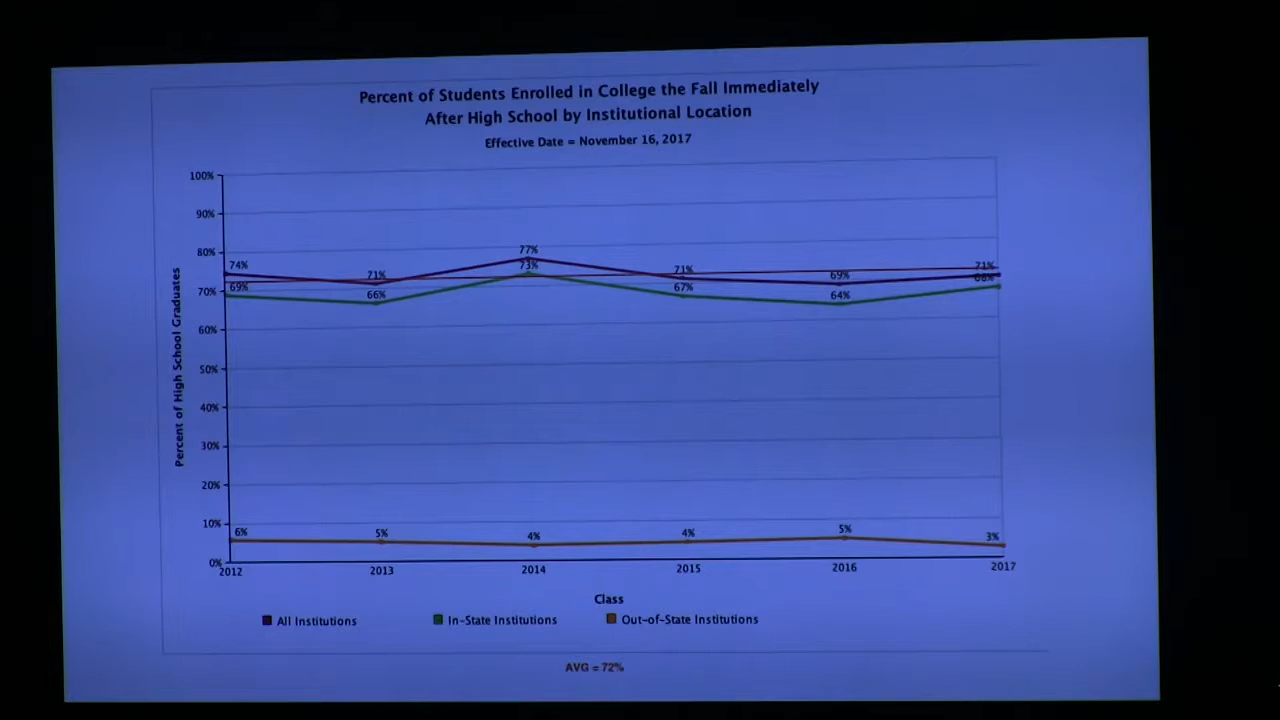 Percent of Students Enrolled in College the Fall Immediately
After High School by Institutional Location
Effective Date = November 16, 2017
Percent of High School Graduates
100%
90%
80%
70%
60%
50%
40%
30%
20%
10%
0%
74% 71% 77% 71% 69% 71%
69% 66% 73% 67% 64% 68%
6% 5% 4% 4% 5% 3%
2012 2013 2014 2015 2016 2017
Class
All Institutions In-State Institutions Out-of-State Institutions
AVG = 72%